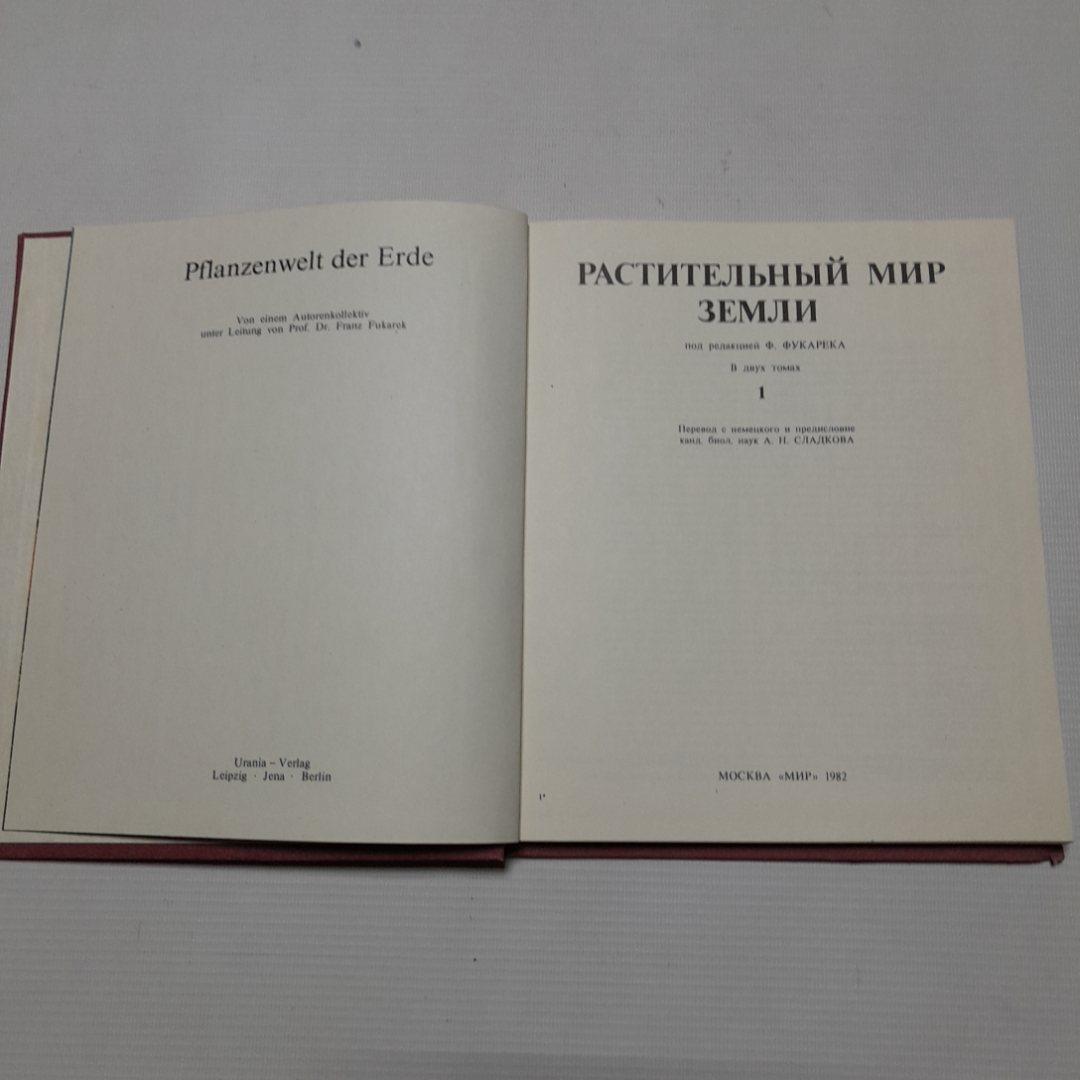 Pflanzenwelt der Erde
Von einem Autorenkollektiv
unter Leitung von Prof. Dr. Franz Fukarek
Urania – Verlag
Leipzig · Jena · Berlin
РАСТИТЕЛЬНЫЙ МИР
ЗЕМЛИ
под редакцией Ф. ФУКАРЕКА
В двух томах
1
Перевод с немецкого и предисловие
канд. биол. наук А. Н. СЛАДКОВА
МОСКВА «МИР» 1982
1*